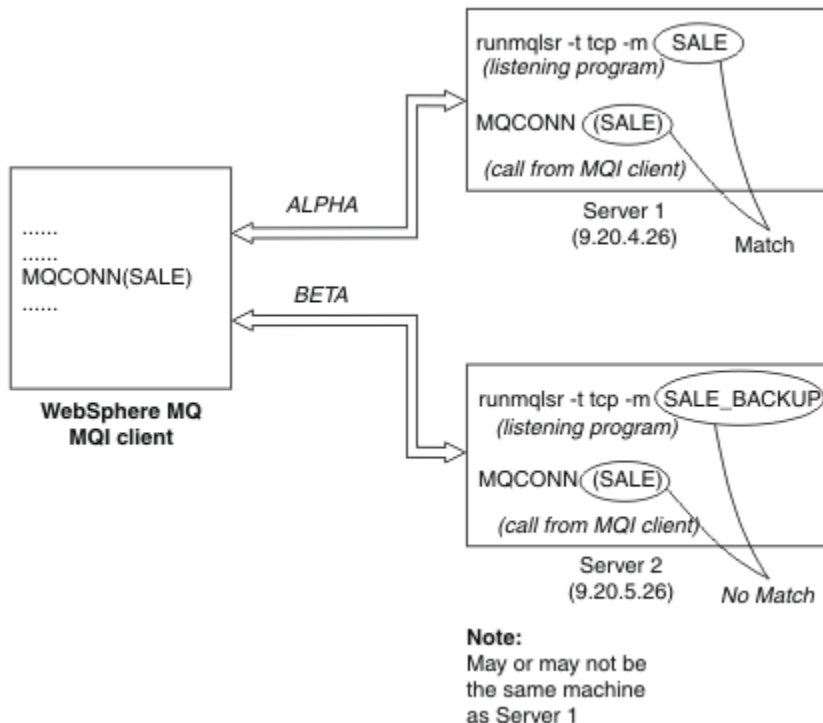 ......
......
MQCONN(SALE)
......
WebSphere MQ
MQI client
ALPHA
BETA
runmqlsr -t tcp -m SALE
(listening program)
MQCONN (SALE)
(call from MQI client)
Server 1
(9.20.4.26)
Match
runmqlsr -t tcp -m SALE_BACKUP
(listening program)
MQCONN (SALE)
(call from MQI client)
Server 2
(9.20.5.26)
No Match
Note:
May or may not be
the same machine
as Server 1